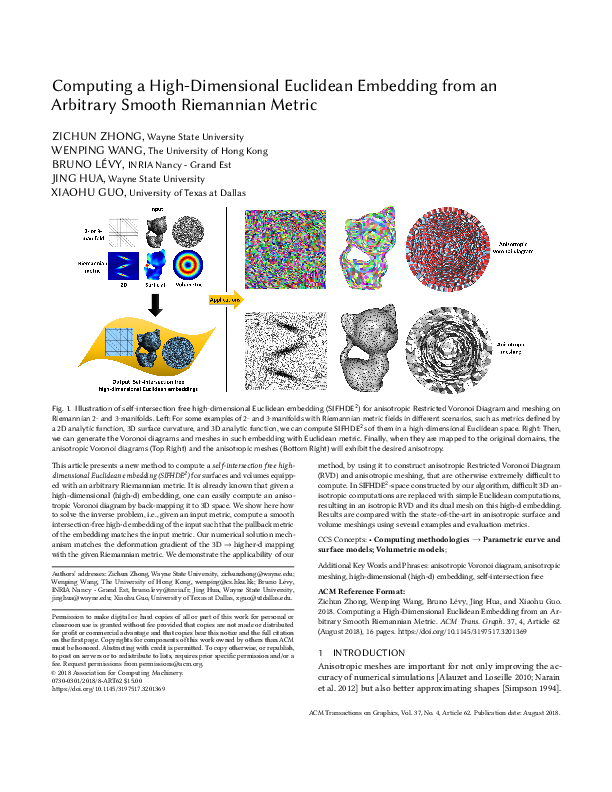 Computing a High-Dimensional Euclidean Embedding from an
Arbitrary Smooth Riemannian Metric
ZICHUN ZHONG, Wayne State University
WENPING WANG, The University of Hong Kong
BRUNO LÉVY, INRIA Nancy - Grand Est
JING HUA, Wayne State University
XIAOHU GUO, University of Texas at Dallas
Input
2- or 3-
manifold
Riemannian
metric
2D
Surface
Volumetric
Applications
Output: Self-intersection free
high-dimensional Euclidean embeddings
Anisotropic
Voronoi diagram
Anisotropic
meshing
Fig. 1. Illustration of self-intersection free high-dimensional Euclidean embedding (SIFHDE²) for anisotropic Restricted Voronoi Diagram and meshing on
Riemannian 2- and 3-manifolds. Left: For some examples of 2- and 3-manifolds with Riemannian metric fields in different scenarios, such as metrics defined by
a 2D analytic function, 3D surface curvature, and 3D analytic function, we can compute SIFHDE²s of them in a high-dimensional Euclidean space. Right: Then,
we can generate the Voronoi diagrams and meshes in such embedding with Euclidean metric. Finally, when they are mapped to the original domains, the
anisotropic Voronoi diagrams (Top Right) and the anisotropic meshes (Bottom Right) will exhibit the desired anisotropy.
This article presents a new method to compute a self-intersection free high-
dimensional Euclidean embedding (SIFHDE²) for surfaces and volumes equipp-
ed with an arbitrary Riemannian metric. It is already known that given a
high-dimensional (high-d) embedding, one can easily compute an aniso-
tropic Voronoi diagram by back-mapping it to 3D space. We show here how
to solve the inverse problem, i.e., given an input metric, compute a smooth
intersection-free high-d embedding of the input such that the pullback metric
of the embedding matches the input metric. Our numerical solution mech-
anism matches the deformation gradient of the 3D → higher-d mapping
with the given Riemannian metric. We demonstrate the applicability of our
Authors' addresses: Zichun Zhong, Wayne State University, zichunzhong@wayne.edu;
Wenping Wang, The University of Hong Kong, wenping@cs.hku.hk; Bruno Lévy,
INRIA Nancy - Grand Est, bruno.levy@inria.fr; Jing Hua, Wayne State University,
jinghua@wayne.edu; Xiaohu Guo, University of Texas at Dallas, xguo@utdallas.edu.
Permission to make digital or hard copies of all or part of this work for personal or
classroom use is granted without fee provided that copies are not made or distributed
for profit or commercial advantage and that copies bear this notice and the full citation
on the first page. Copyrights for components of this work owned by others than ACM
must be honored. Abstracting with credit is permitted. To copy otherwise, or republish,
to post on servers or to redistribute to lists, requires prior specific permission and/or a
fee. Request permissions from permissions@acm.org.
© 2018 Association for Computing Machinery.
0730-0301/2018/8-ART62 $15.00
https://doi.org/10.1145/3197517.3201369
method, by using it to construct anisotropic Restricted Voronoi Diagram
(RVD) and anisotropic meshing, that are otherwise extremely difficult to
compute. In SIFHDE²-space constructed by our algorithm, difficult 3D an-
isotropic computations are replaced with simple Euclidean computations,
resulting in an isotropic RVD and its dual mesh on this high-d embedding.
Results are compared with the state-of-the-art in anisotropic surface and
volume meshings using several examples and evaluation metrics.
CCS Concepts: • Computing methodologies → Parametric curve and
surface models; Volumetric models;
Additional Key Words and Phrases: anisotropic Voronoi diagram, anisotropic
meshing, high-dimensional (high-d) embedding, self-intersection free
ACM Reference Format:
Zichun Zhong, Wenping Wang, Bruno Lévy, Jing Hua, and Xiaohu Guo.
2018. Computing a High-Dimensional Euclidean Embedding from an Ar-
bitrary Smooth Riemannian Metric. ACM Trans. Graph. 37, 4, Article 62
(August 2018), 16 pages. https://doi.org/10.1145/3197517.3201369
1 INTRODUCTION
Anisotropic meshes are important for not only improving the ac-
curacy of numerical simulations [Alauzet and Loseille 2010; Narain
et al. 2012] but also better approximating shapes [Simpson 1994].
ACM Transactions on Graphics, Vol. 37, No. 4, Article 62. Publication date: August 2018.